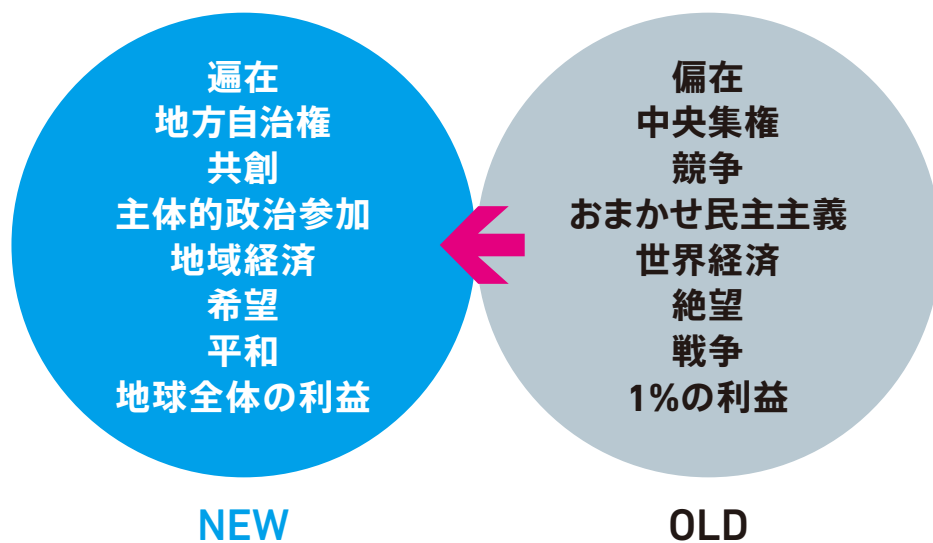 遍在
地方自治権
共創
主体的政治参加
地域経済
希望
平和
地球全体の利益
NEW
偏在
中央集権
競争
おまかせ民主主義
世界経済
絶望
戦争
1%の利益
OLD